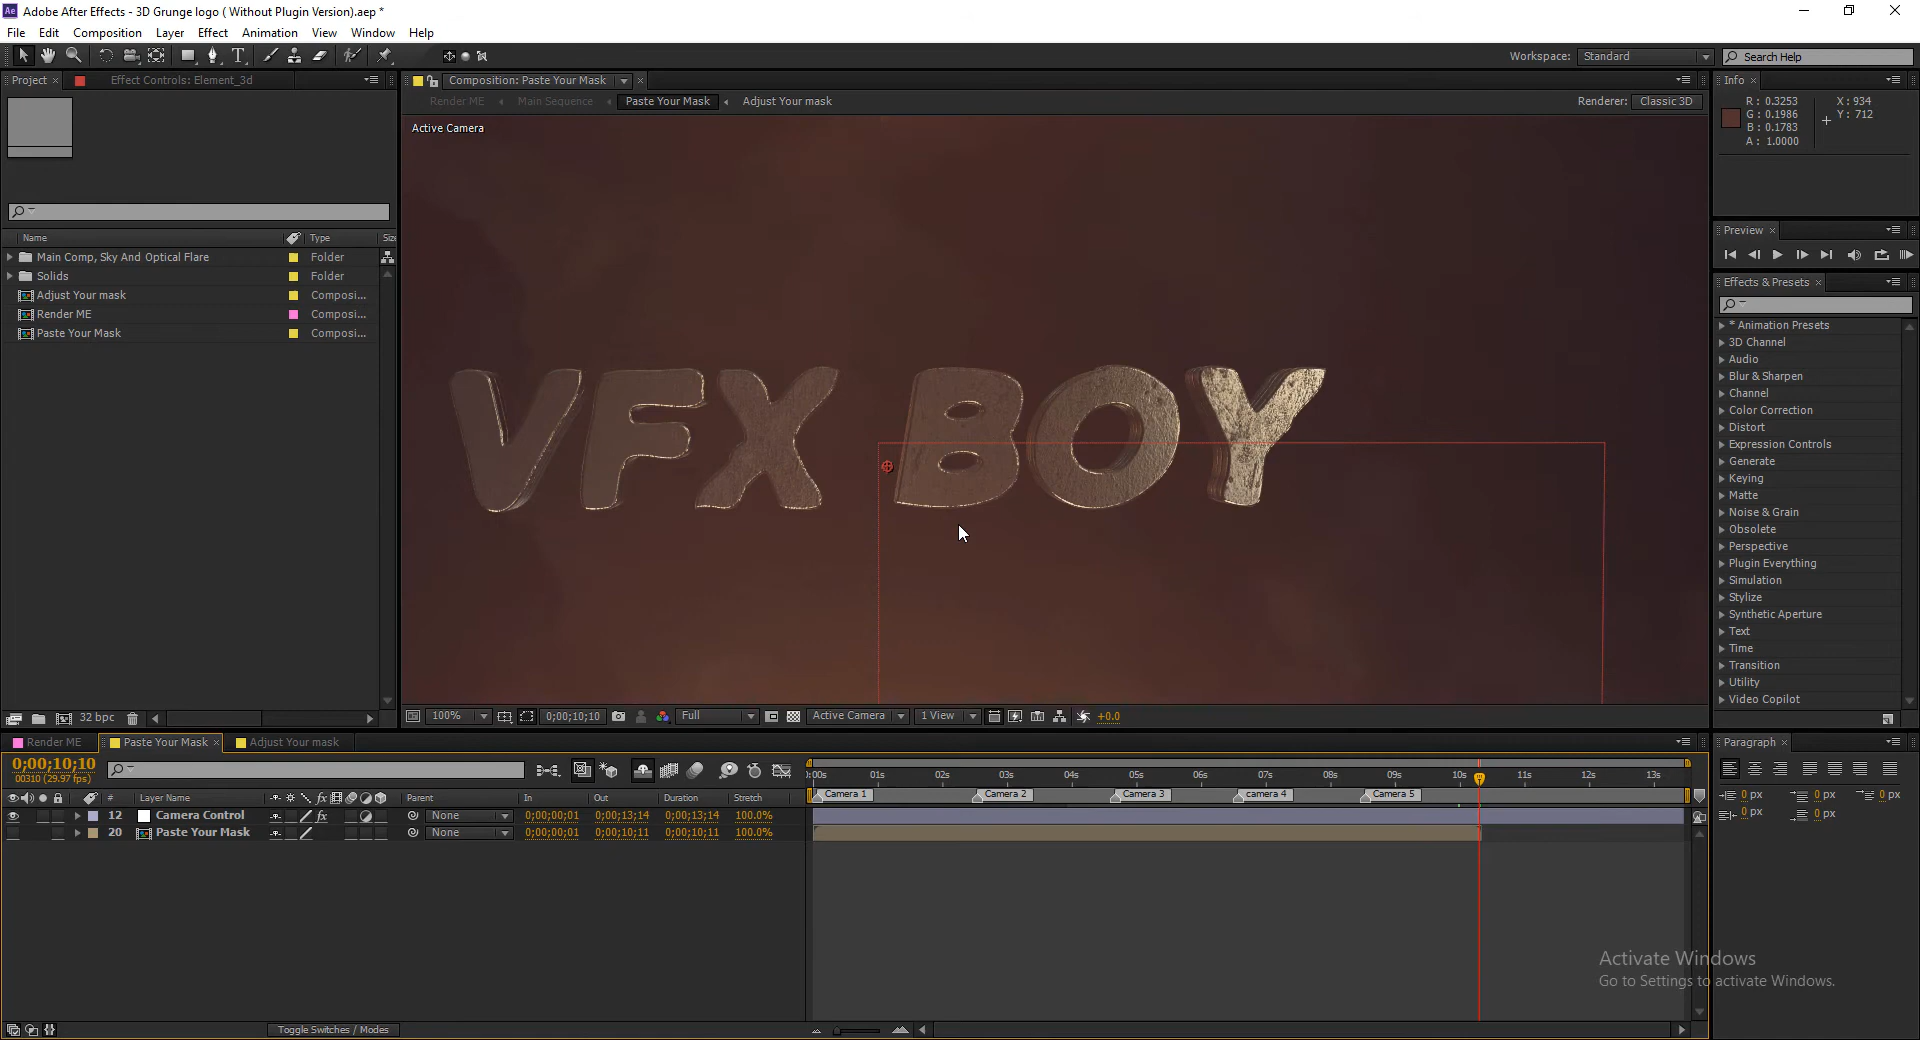 Adobe After Effects - 3D Grunge logo ( Without Plugin Version).aep *
File Edit Composition Layer Effect Animation View Window Help
Workspace: Standard Search Help
Project Effect Controls: Element_3d
Composition: Paste Your Mask
Info
Render ME Main Sequence Paste Your Mask Adjust Your mask
Renderer: Classic 3D
R: 0.3253
G: 0.1986
B: 0.1783
A: 1.0000
X: 934
Y: 712
Active Camera
VFX BOY
Name Type Size
Main Comp, Sky And Optical Flare Folder
Solids Folder
Adjust Your mask Composi...
Render ME Composi...
Paste Your Mask Composi...
Preview
Effects & Presets
* Animation Presets
3D Channel
Audio
Blur & Sharpen
Channel
Color Correction
Distort
Expression Controls
Generate
Keying
Matte
Noise & Grain
Obsolete
Perspective
Plugin Everything
Simulation
Stylize
Synthetic Aperture
Text
Time
Transition
Utility
Video Copilot
32 bpc
100% 0;00;10;10 Full Active Camera 1 View +0.0
Render ME Paste Your Mask Adjust Your mask
Paragraph
0;00;10;10
00310 (29.97 fps)
:00s 01s 02s 03s 04s 05s 06s 07s 08s 09s 10s 11s 12s 13s
Camera 1 Camera 2 Camera 3 camera 4 Camera 5
# Layer Name fx Parent In Out Duration Stretch
12 Camera Control fx None 0;00;00;01 0;00;13;14 0;00;13;14 100.0%
20 Paste Your Mask None 0;00;00;01 0;00;10;11 0;00;10;11 100.0%
0 px 0 px 0 px
0 px 0 px
Activate Windows
Go to Settings to activate Windows.
Toggle Switches / Modes